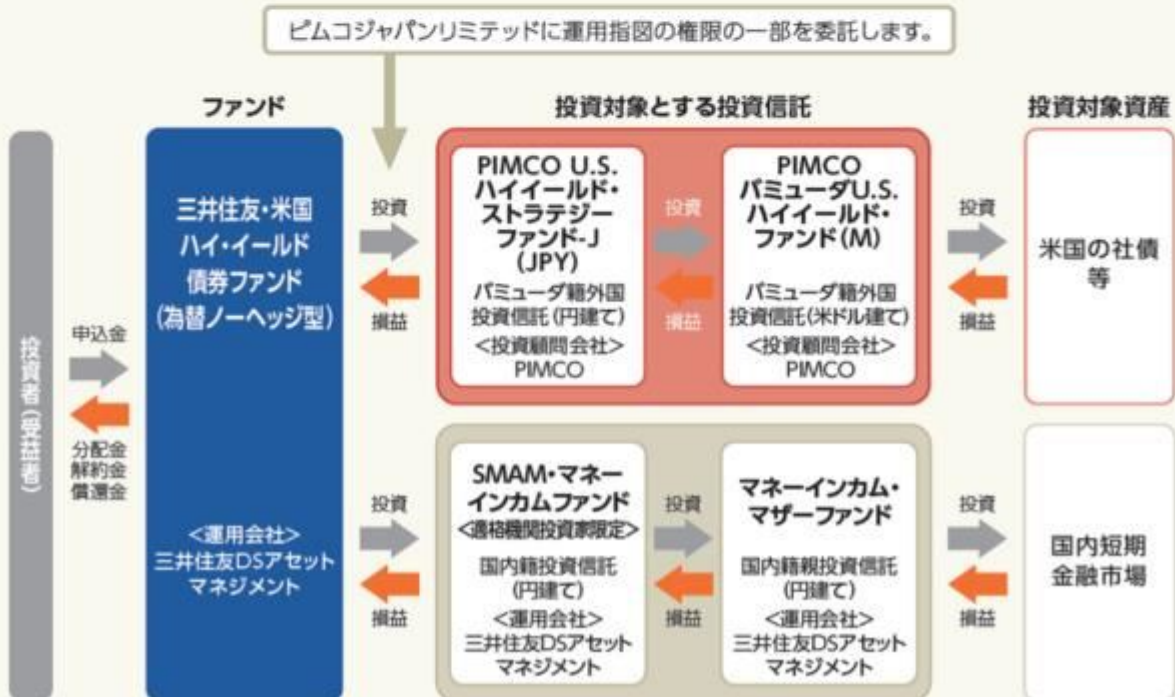 ピムコジャパンリミテッドに運用指図の権限の一部を委託します。
ファンド
投資対象とする投資信託
投資対象資産
投資者(受益者)
申込金
分配金
解約金
償還金
三井住友・米国
ハイ・イールド
債券ファンド
(為替ノーヘッジ型)
<運用会社>
三井住友DSアセット
マネジメント
投資
損益
PIMCO U.S.
ハイイールド・
ストラテジー
ファンド-J
(JPY)
バミューダ籍外国
投資信託(円建て)
<投資顧問会社>
PIMCO
投資
損益
PIMCO
バミューダU.S.
ハイイールド・
ファンド(M)
バミューダ籍外国
投資信託(米ドル建て)
<投資顧問会社>
PIMCO
投資
損益
米国の社債
等
投資
損益
SMAM・マネー
インカムファンド
<適格機関投資家限定>
国内籍投資信託
(円建て)
<運用会社>
三井住友DSアセット
マネジメント
投資
損益
マネーインカム・
マザーファンド
国内籍親投資信託
(円建て)
<運用会社>
三井住友DSアセット
マネジメント
投資
損益
国内短期
金融市場